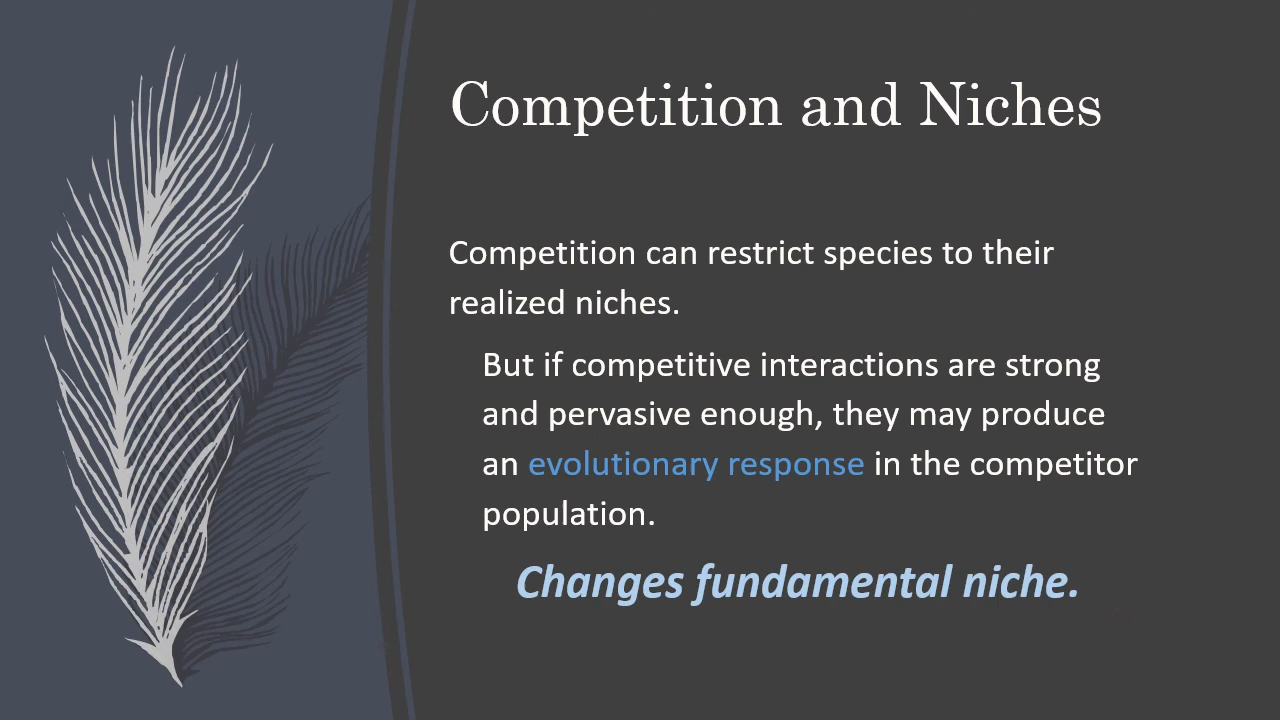 Competition and Niches
Competition can restrict species to their
realized niches.
But if competitive interactions are strong
and pervasive enough, they may produce
an evolutionary response in the competitor
population.
Changes fundamental niche.